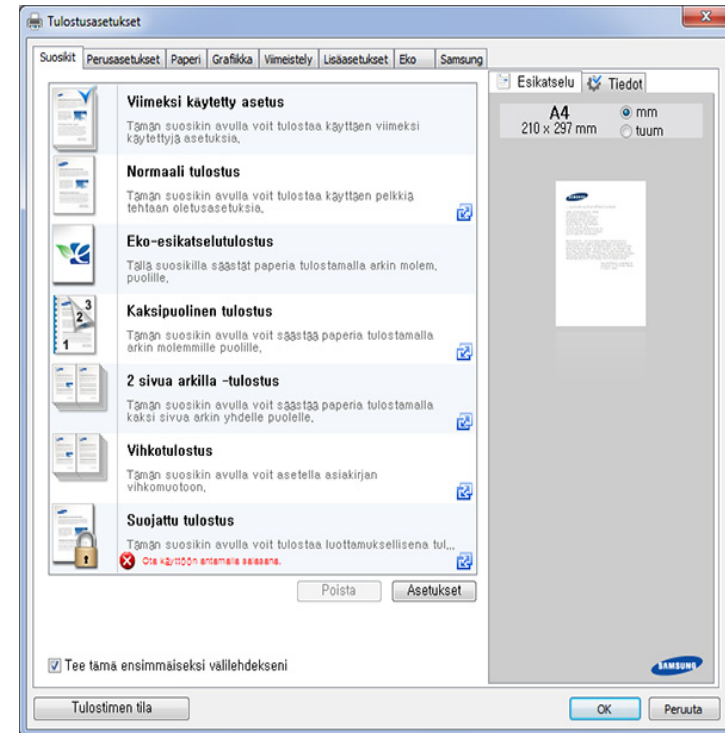 Tulostusasetukset
Suosikit Perusasetukset Paperi Grafiikka Viimeistely Lisäasetukset Eko Samsung
Viimeksi käytetty asetus
Tämän suosikin avulla voit tulostaa käyttäen viimeksi
käytettyjä asetuksia.
Normaali tulostus
Tämän suosikin avulla voit tulostaa käyttäen pelkkiä
tehtaan oletusasetuksia.
Eko-esikatselutulostus
Tällä suosikilla säästät paperia tulostamalla arkin molem.
puolille.
Kaksipuolinen tulostus
Tämän suosikin avulla voit säästää paperia tulostamalla
arkin molemmille puolille.
2 sivua arkilla -tulostus
Tämän suosikin avulla voit säästää paperia tulostamalla
kaksi sivua arkin yhdelle puolelle.
Vihkotulostus
Tämän suosikin avulla voit asetella asiakirjan
vihkomuotoon.
Suojattu tulostus
Tämän suosikin avulla voit tulostaa luottamuksellisena tul...
Ota käyttöön antamalla salasana.
Poista Asetukset
Tee tämä ensimmäiseksi välilehdekseni
Tulostimen tila
Esikatselu Tiedot
A4 mm
210 x 297 mm tuum
SAMSUNG
OK Peruuta
3
2
1